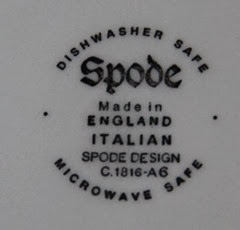 DISHWASHER SAFE
Spode
Made in
ENGLAND
ITALIAN
SPODE DESIGN
C.1816-A6
MICROWAVE SAFE